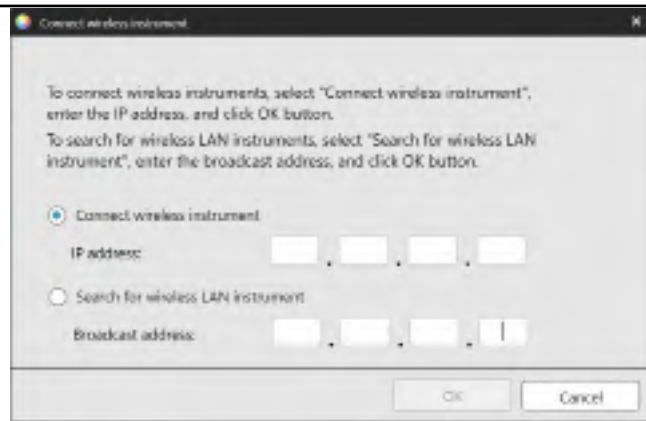 Connect wireless instrument
To connect wireless instruments, select "Connect wireless instrument",
enter the IP address, and click OK button.
To search for wireless LAN instruments, select "Search for wireless LAN
instrument", enter the broadcast address, and click OK button.
Connect wireless instrument
IP address:
. . .
Search for wireless LAN instrument
Broadcast address:
. . .
OK Cancel